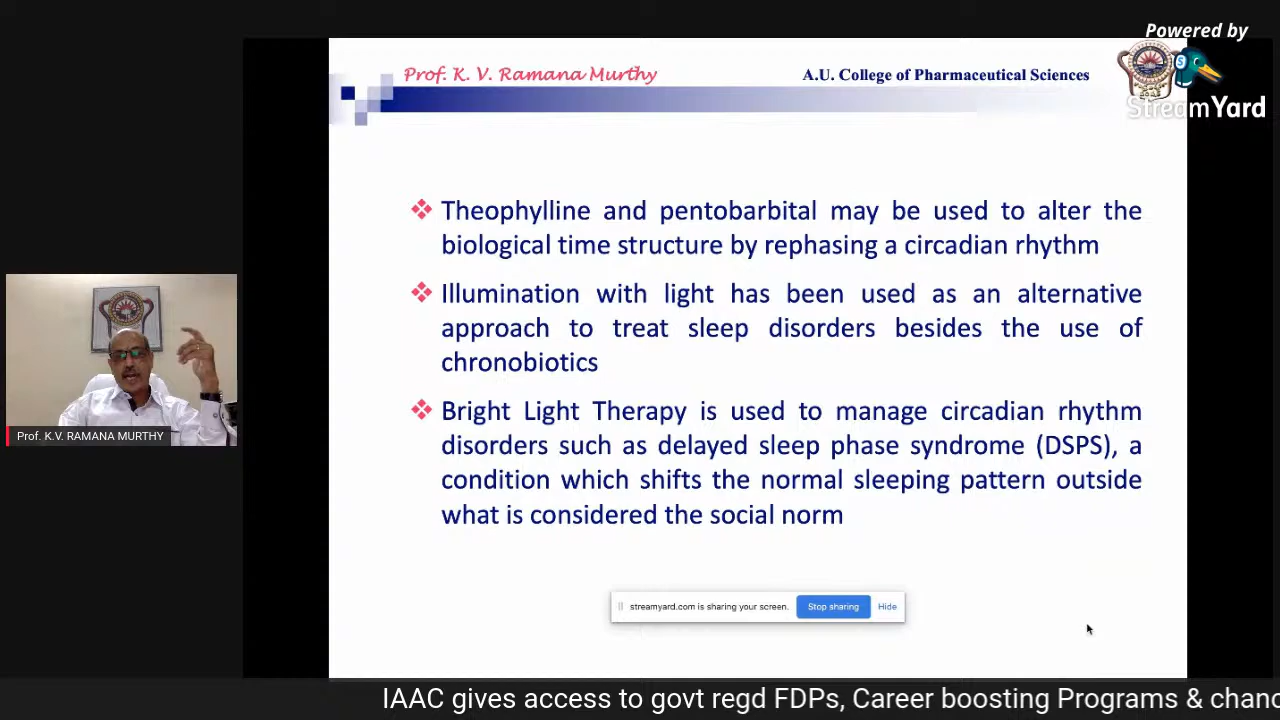 Powered by
Prof. K. V. Ramana Murthy
A.U. College of Pharmaceutical Sciences
StreamYard
Theophylline and pentobarbital may be used to alter the
biological time structure by rephasing a circadian rhythm
Illumination with light has been used as an alternative
approach to treat sleep disorders besides the use of
chronobiotics
Bright Light Therapy is used to manage circadian rhythm
disorders such as delayed sleep phase syndrome (DSPS), a
condition which shifts the normal sleeping pattern outside
what is considered the social norm
Prof. K.V. RAMANA MURTHY
streamyard.com is sharing your screen.
Stop sharing
Hide
IAAC gives access to govt regd FDPs, Career boosting Programs & chanc